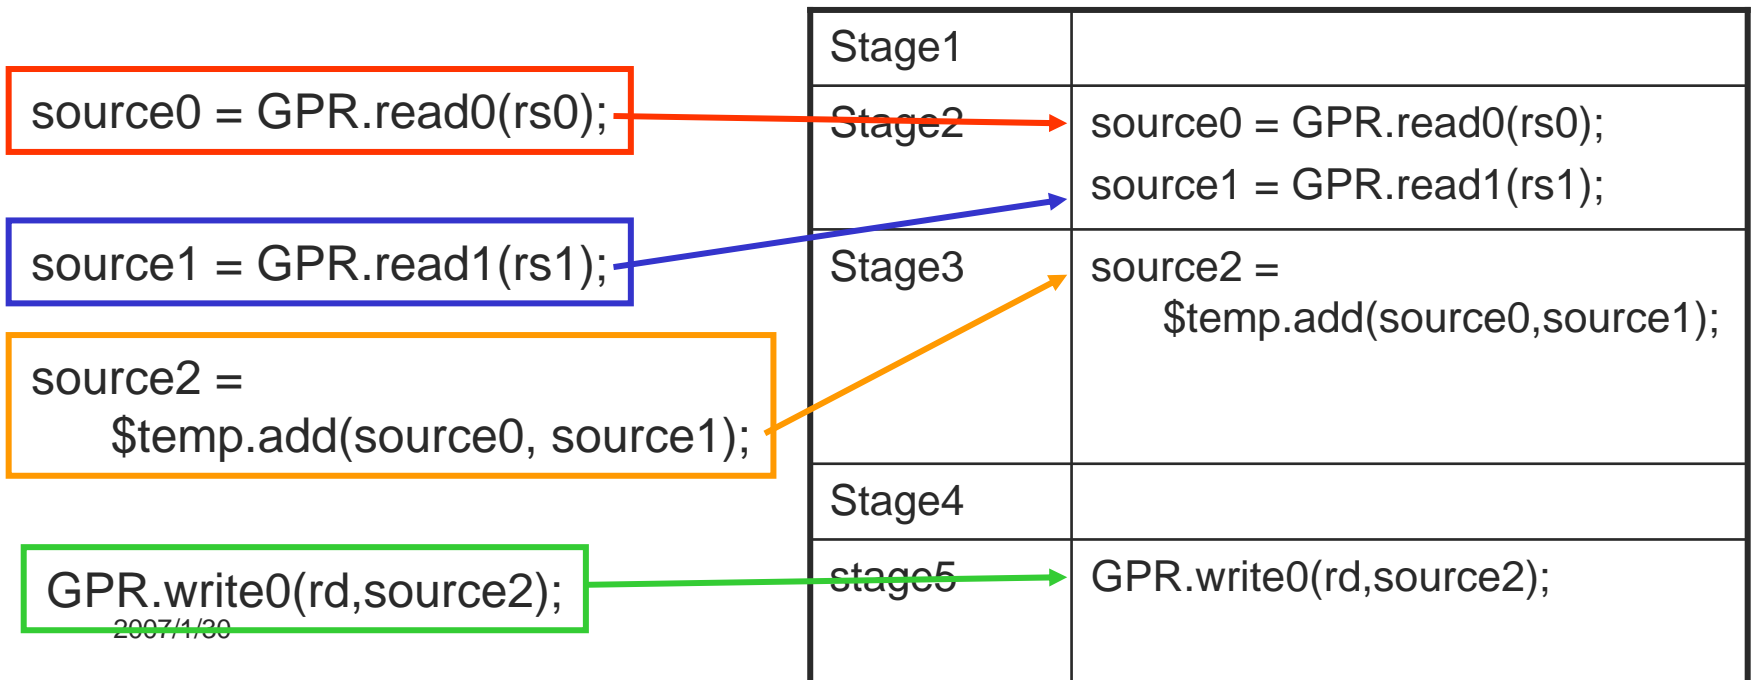 source0 = GPR.read0(rs0);
source1 = GPR.read1(rs1);
source2 =
$temp.add(source0, source1);
GPR.write0(rd,source2);
2007/1/30
Stage1
Stage2
source0 = GPR.read0(rs0);
source1 = GPR.read1(rs1);
Stage3
source2 =
$temp.add(source0,source1);
Stage4
stage5
GPR.write0(rd,source2);